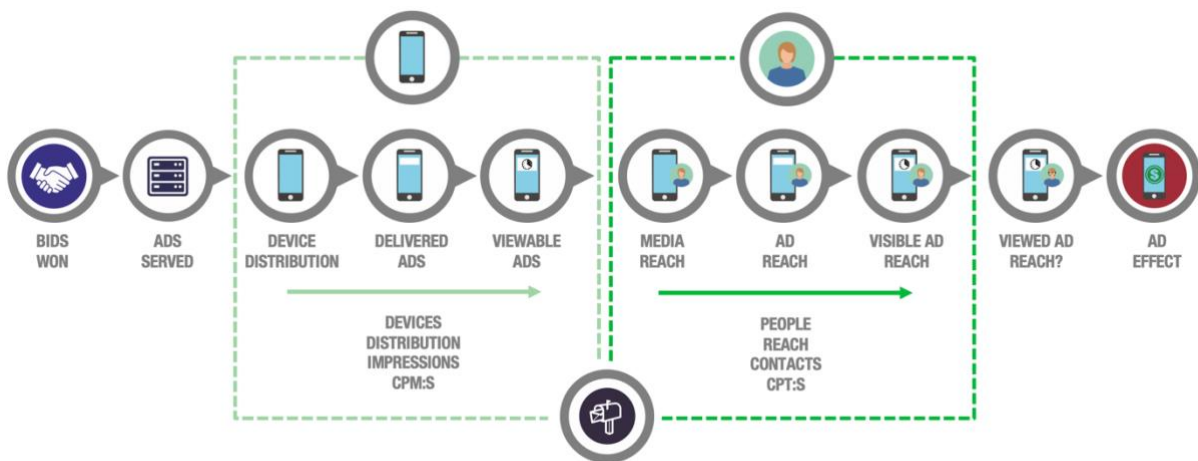 BIDS
WON
ADS
SERVED
DEVICE
DISTRIBUTION
DELIVERED
ADS
VIEWABLE
ADS
MEDIA
REACH
AD
REACH
VISIBLE AD
REACH
VIEWED AD
REACH?
$
AD
EFFECT
DEVICES
DISTRIBUTION
IMPRESSIONS
CPM:S
PEOPLE
REACH
CONTACTS
CPT:S